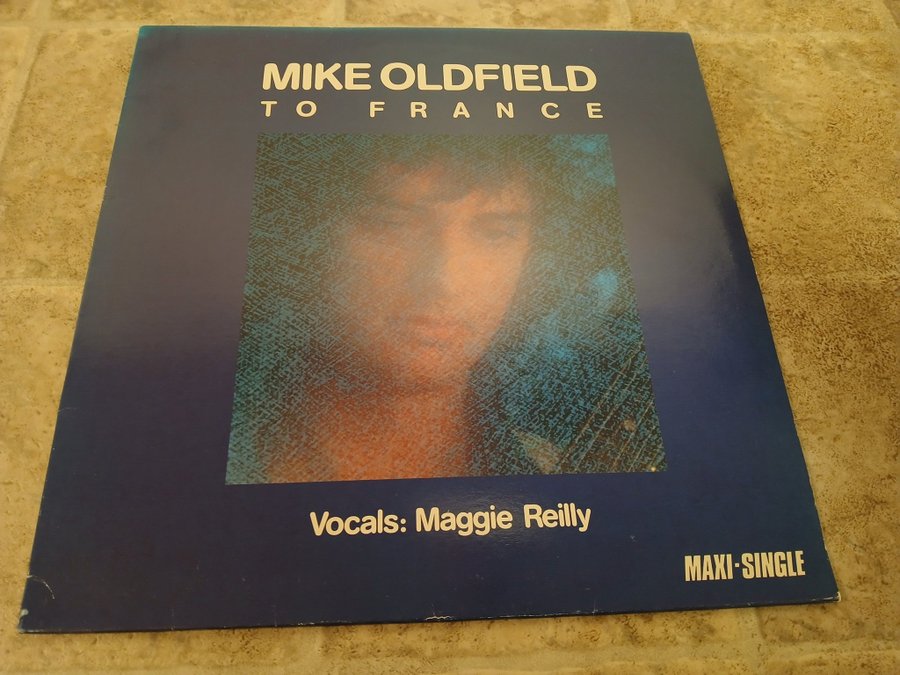 MIKE OLDFIELD
TO FRANCE
Vocals: Maggie Reilly
MAXI-SINGLE